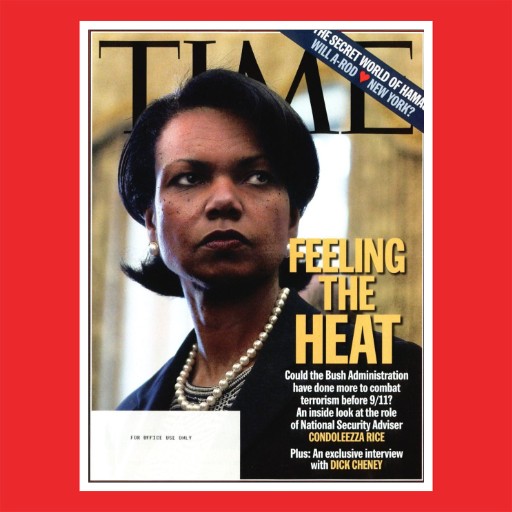 TIME
THE SECRET WORLD OF HAMA
WILL A-ROD ❤ NEW YORK?
FEELING
THE
HEAT
Could the Bush Administration
have done more to combat
terrorism before 9/11?
An inside look at the role
of National Security Adviser
CONDOLEEZZA RICE
Plus: An exclusive interview
with DICK CHENEY
FOR OFFICE USE ONLY